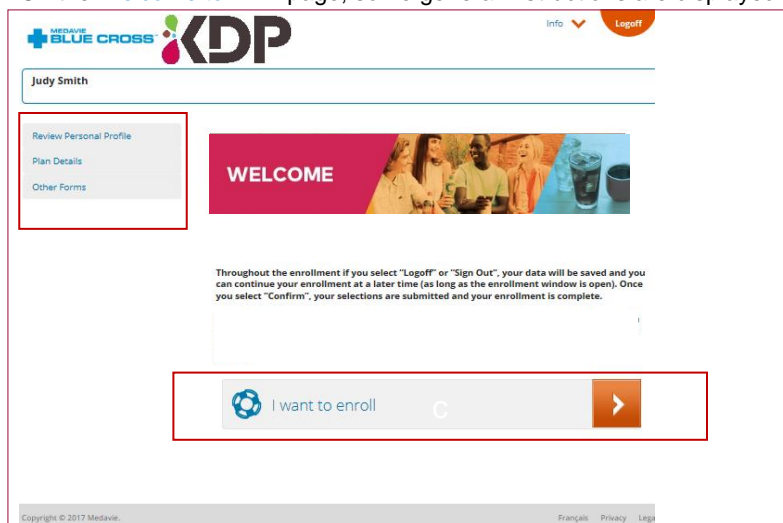 MEDAVIE
BLUE CROSS
KDP
Info
Logoff
Judy Smith
Review Personal Profile
Plan Details
Other Forms
WELCOME
Throughout the enrollment if you select "Logoff" or "Sign Out", your data will be saved and you
can continue your enrollment at a later time (as long as the enrollment window is open). Once
you select "Confirm", your selections are submitted and your enrollment is complete.
I want to enroll
C
Copyright © 2017 Medavie.
Français Privacy